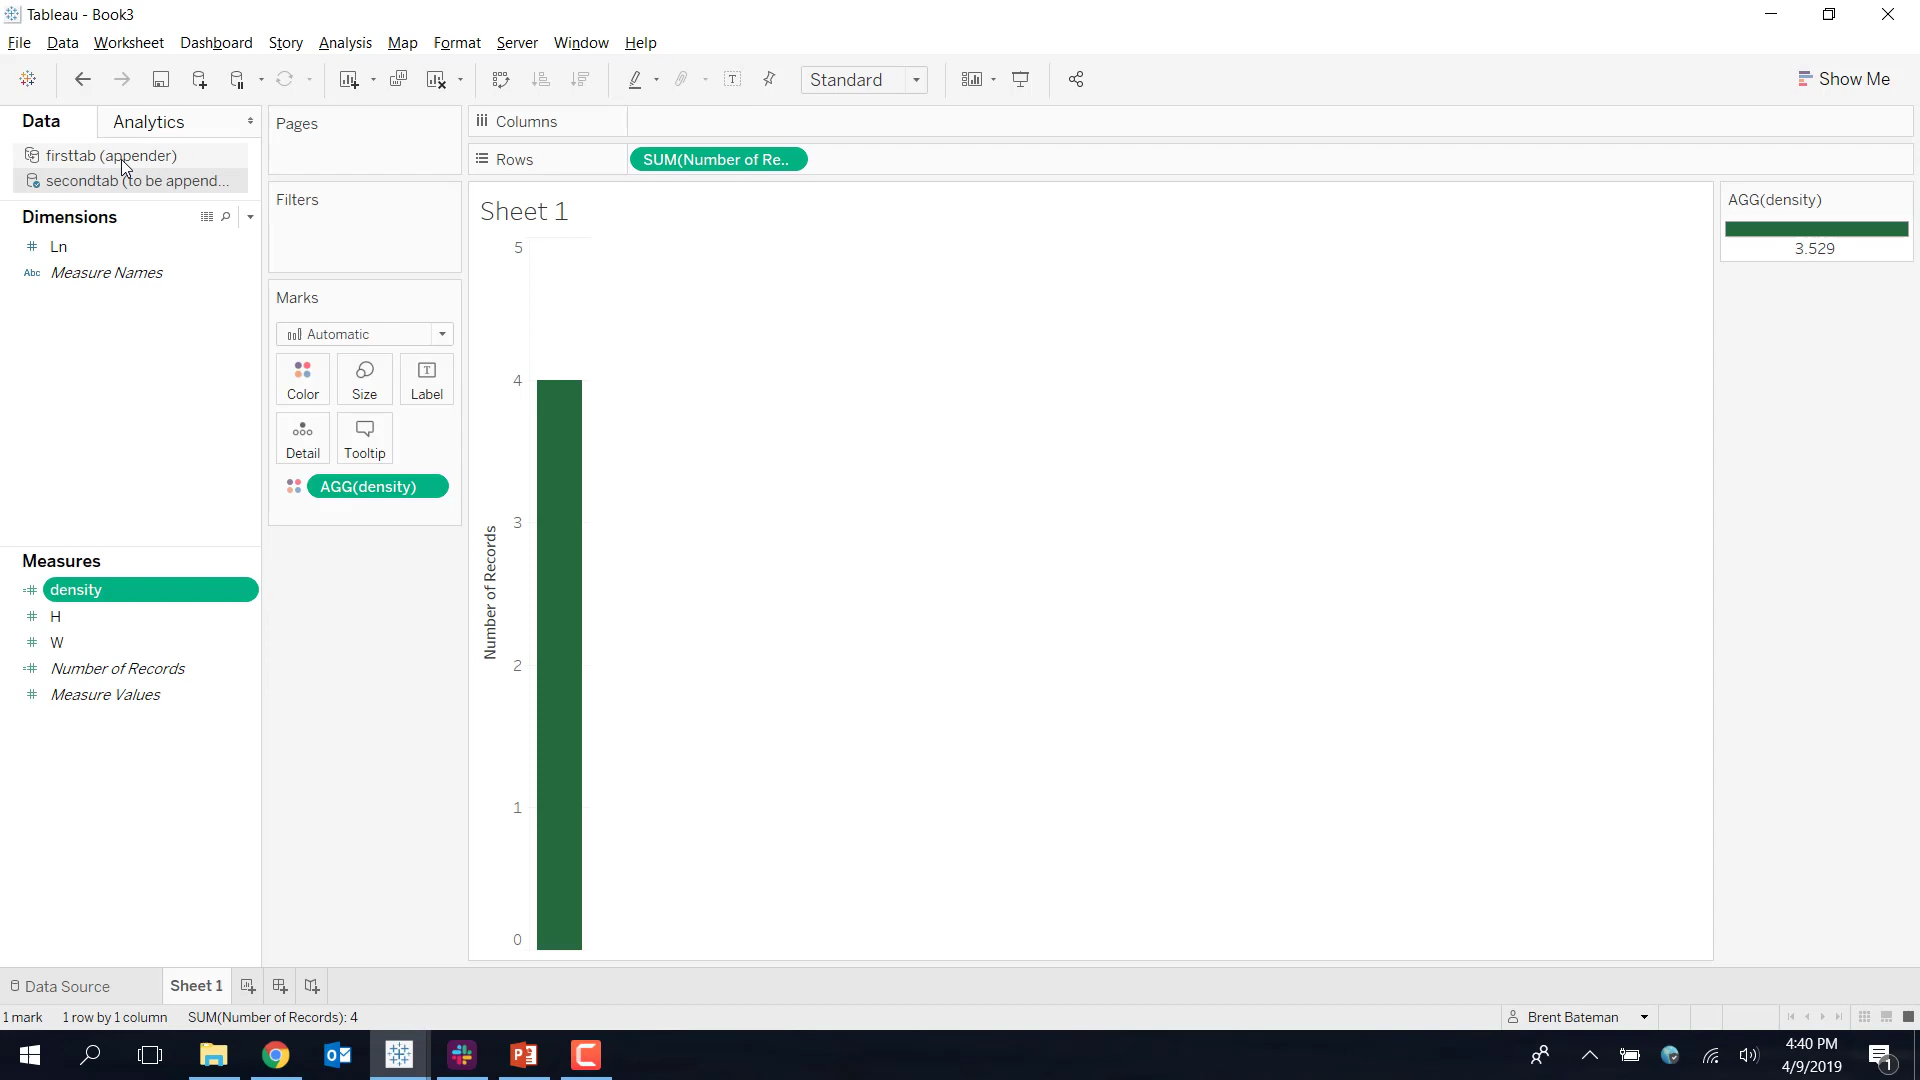 Tableau - Book3
File Data Worksheet Dashboard Story Analysis Map Format Server Window Help
Standard
Show Me
Data Analytics
firsttab (appender)
secondtab (to be append...
Dimensions
# Ln
Abc Measure Names
Measures
=# density
# H
# W
=# Number of Records
# Measure Values
Pages
Filters
Marks
Automatic
Color Size Label
Detail Tooltip
AGG(density)
Columns
Rows SUM(Number of Re..
Sheet 1
5
4
3
2
1
0
Number of Records
AGG(density)
3.529
Data Source Sheet 1
1 mark 1 row by 1 column SUM(Number of Records): 4
Brent Bateman
4:40 PM
4/9/2019
1